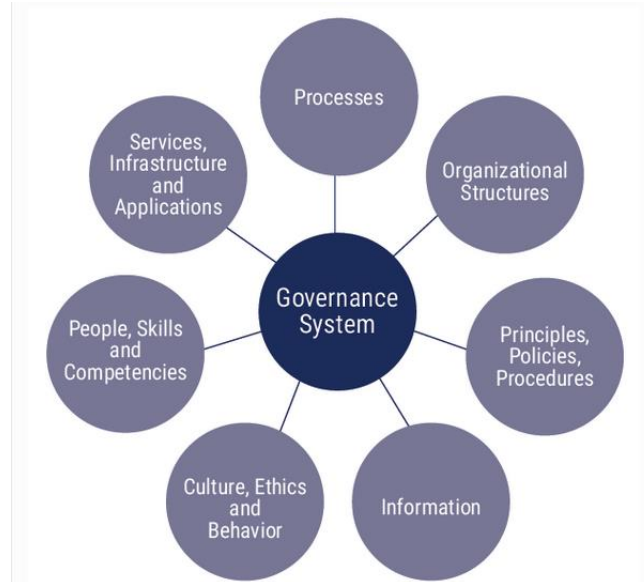 Processes
Organizational
Structures
Principles,
Policies,
Procedures
Information
Culture, Ethics
and
Behavior
People, Skills
and
Competencies
Services,
Infrastructure
and
Applications
Governance
System